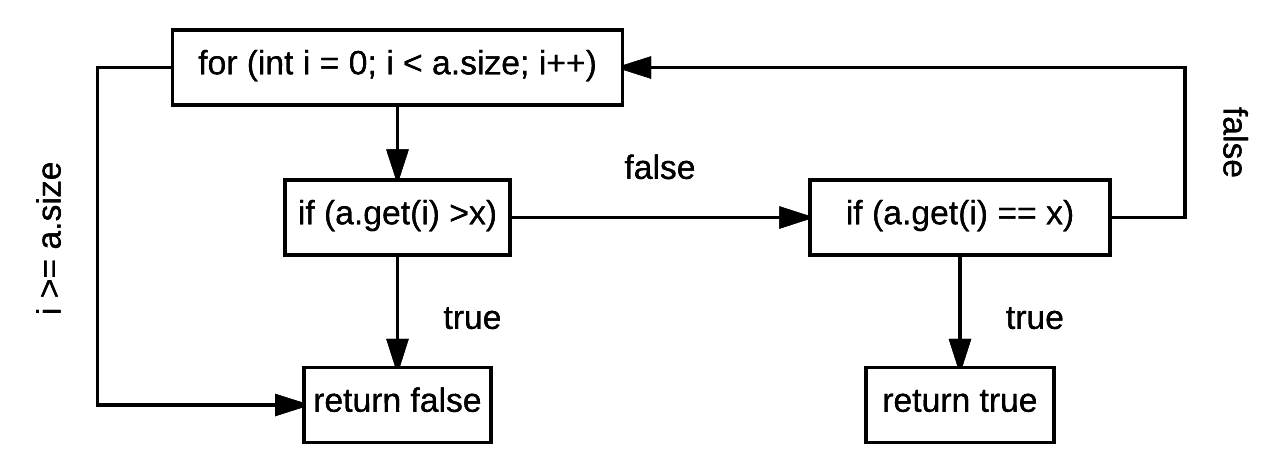 for (int i = 0; i < a.size; i++)
false
i >= a.size
false
if (a.get(i) >x)
if (a.get(i) == x)
true
true
return false
return true